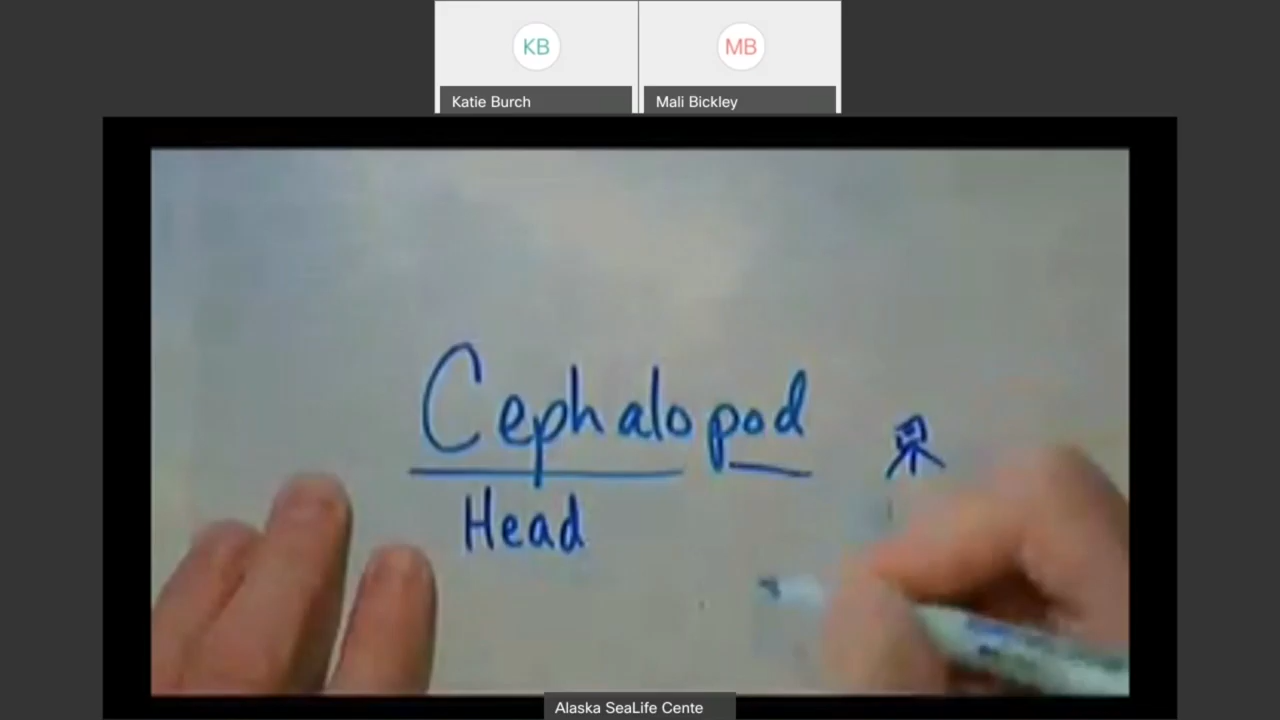 KB
MB
Katie Burch
Mali Bickley
Cephalopod
Head
Alaska SeaLife Cente